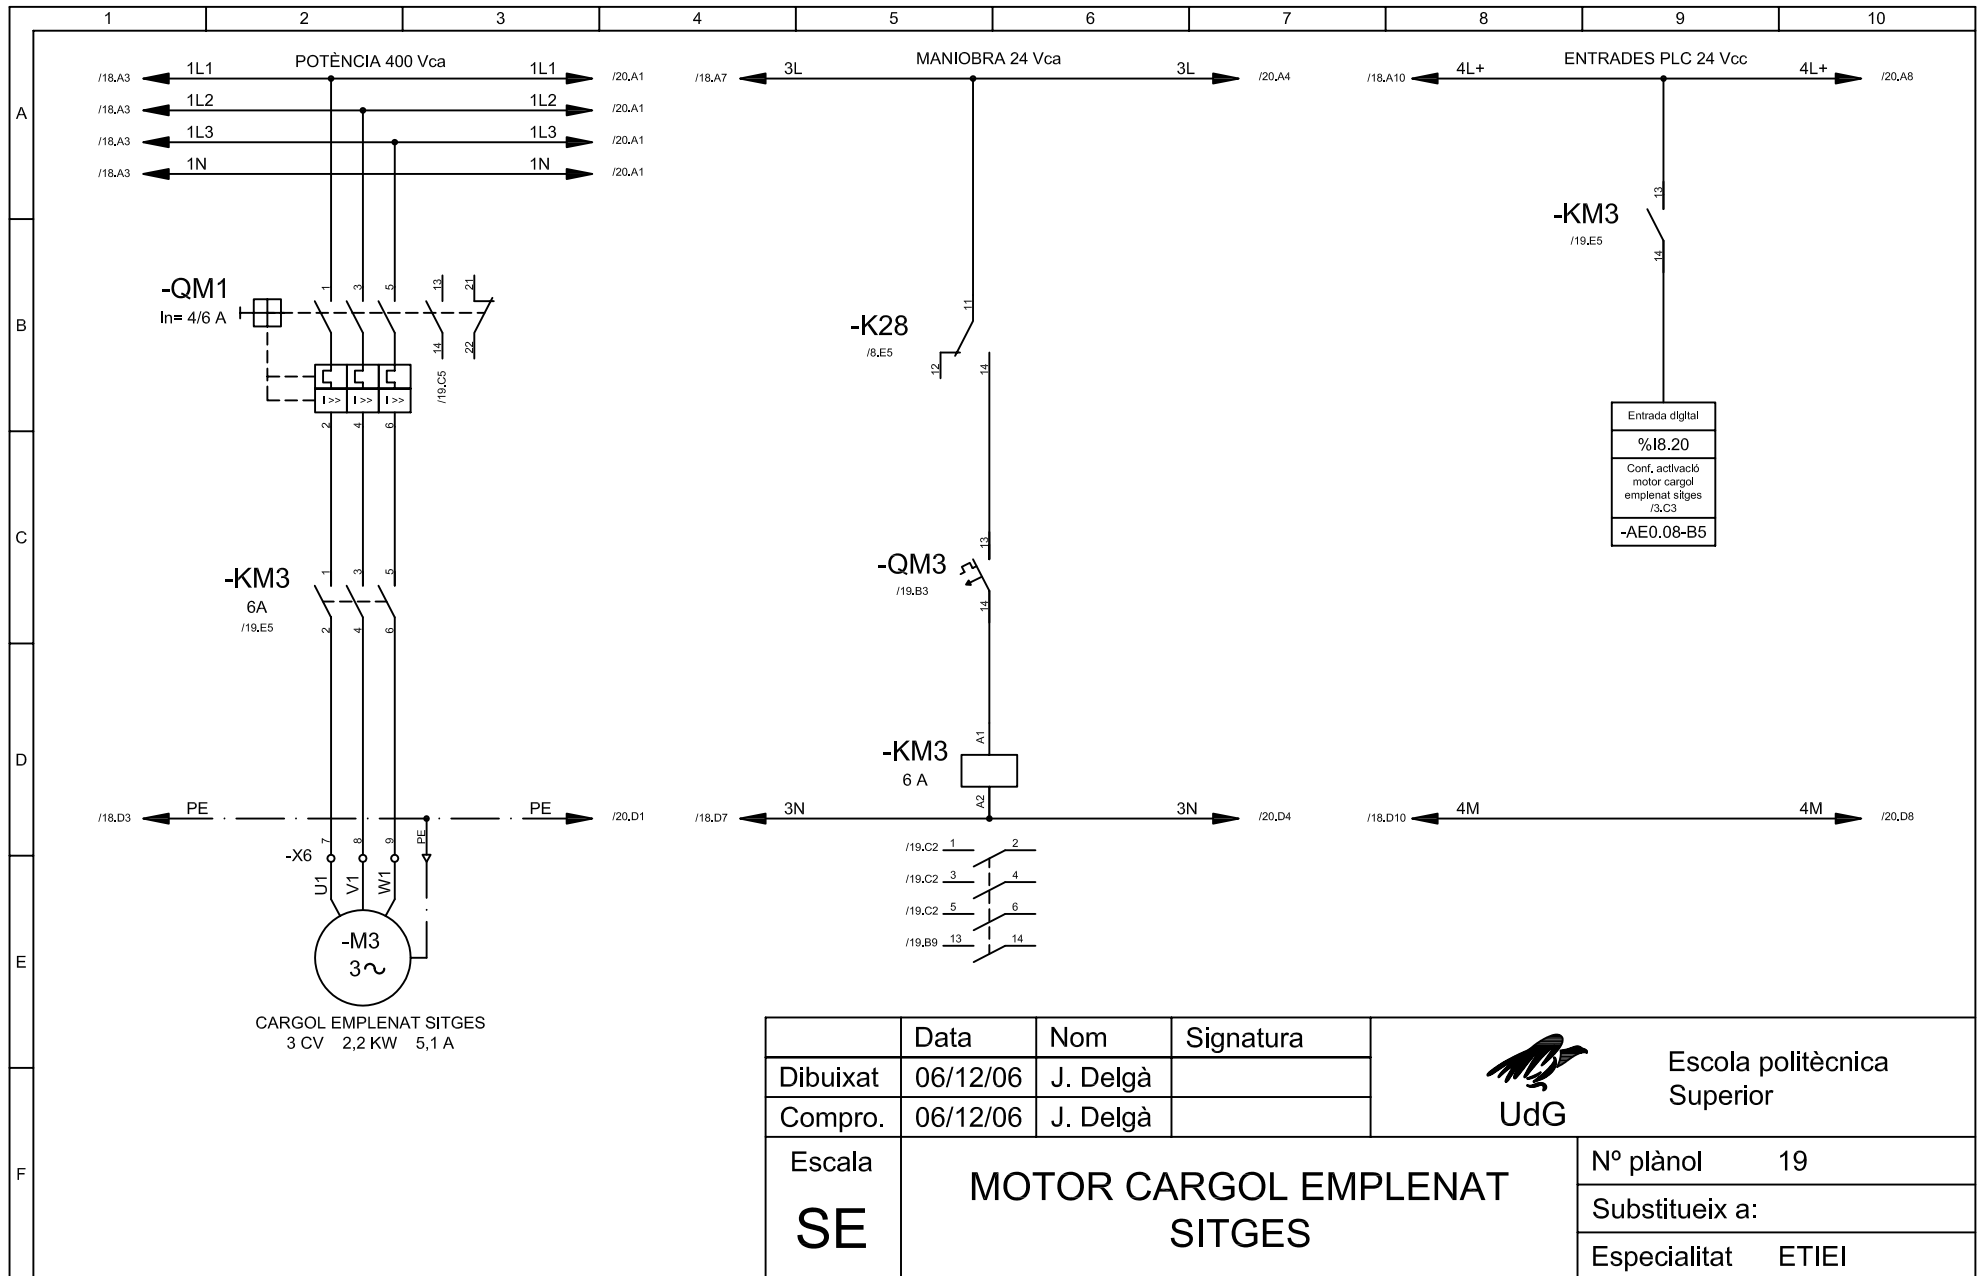 1 2 3 4 5 6 7 8 9 10
A
B
C
D
E
F
POTÈNCIA 400 Vca
/18.A3 1L1 1L1 /20.A1
/18.A3 1L2 1L2 /20.A1
/18.A3 1L3 1L3 /20.A1
/18.A3 1N 1N /20.A1
-QM1
In= 4/6 A
1 3 5 13 21
14 22
/19.C5
I >> I >> I >>
2 4 6
-KM3
6A
/19.E5
1 3 5
2 4 6
/18.D3 PE PE /20.D1
-X6 7 8 9 PE
U1 V1 W1
-M3
3~
CARGOL EMPLENAT SITGES
3 CV 2,2 KW 5,1 A
MANIOBRA 24 Vca
/18.A7 3L 3L /20.A4
-K28
/8.E5
11
12 14
-QM3
/19.B3
13
14
-KM3
6 A
A1
A2
/18.D7 3N 3N /20.D4
/19.C2 1 2
/19.C2 3 4
/19.C2 5 6
/19.B9 13 14
ENTRADES PLC 24 Vcc
/18.A10 4L+ 4L+ /20.A8
-KM3
/19.E5
13
14
Entrada digital
%I8.20
Conf. activació
motor cargol
emplenat sitges
/3.C3
-AE0.08-B5
/18.D10 4M 4M /20.D8
Data Nom Signatura
Dibuixat 06/12/06 J. Delgà
Compro. 06/12/06 J. Delgà
UdG
Escola politècnica
Superior
Escala
SE
MOTOR CARGOL EMPLENAT
SITGES
Nº plànol 19
Substitueix a:
Especialitat ETIEI